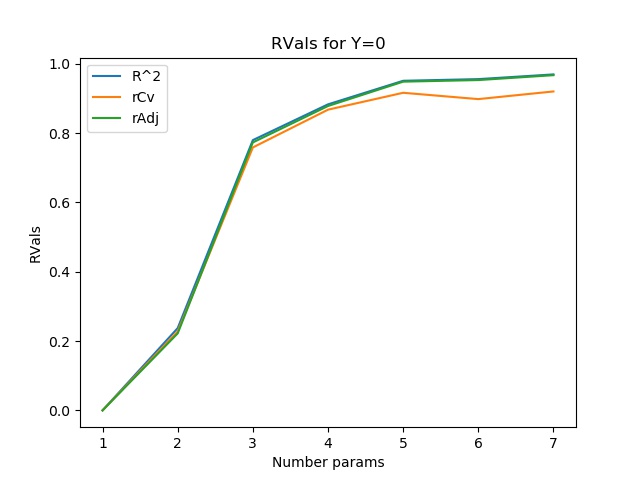 RVals for Y=0
R^2
rCv
rAdj
RVals
1.0
0.8
0.6
0.4
0.2
0.0
1 2 3 4 5 6 7
Number params